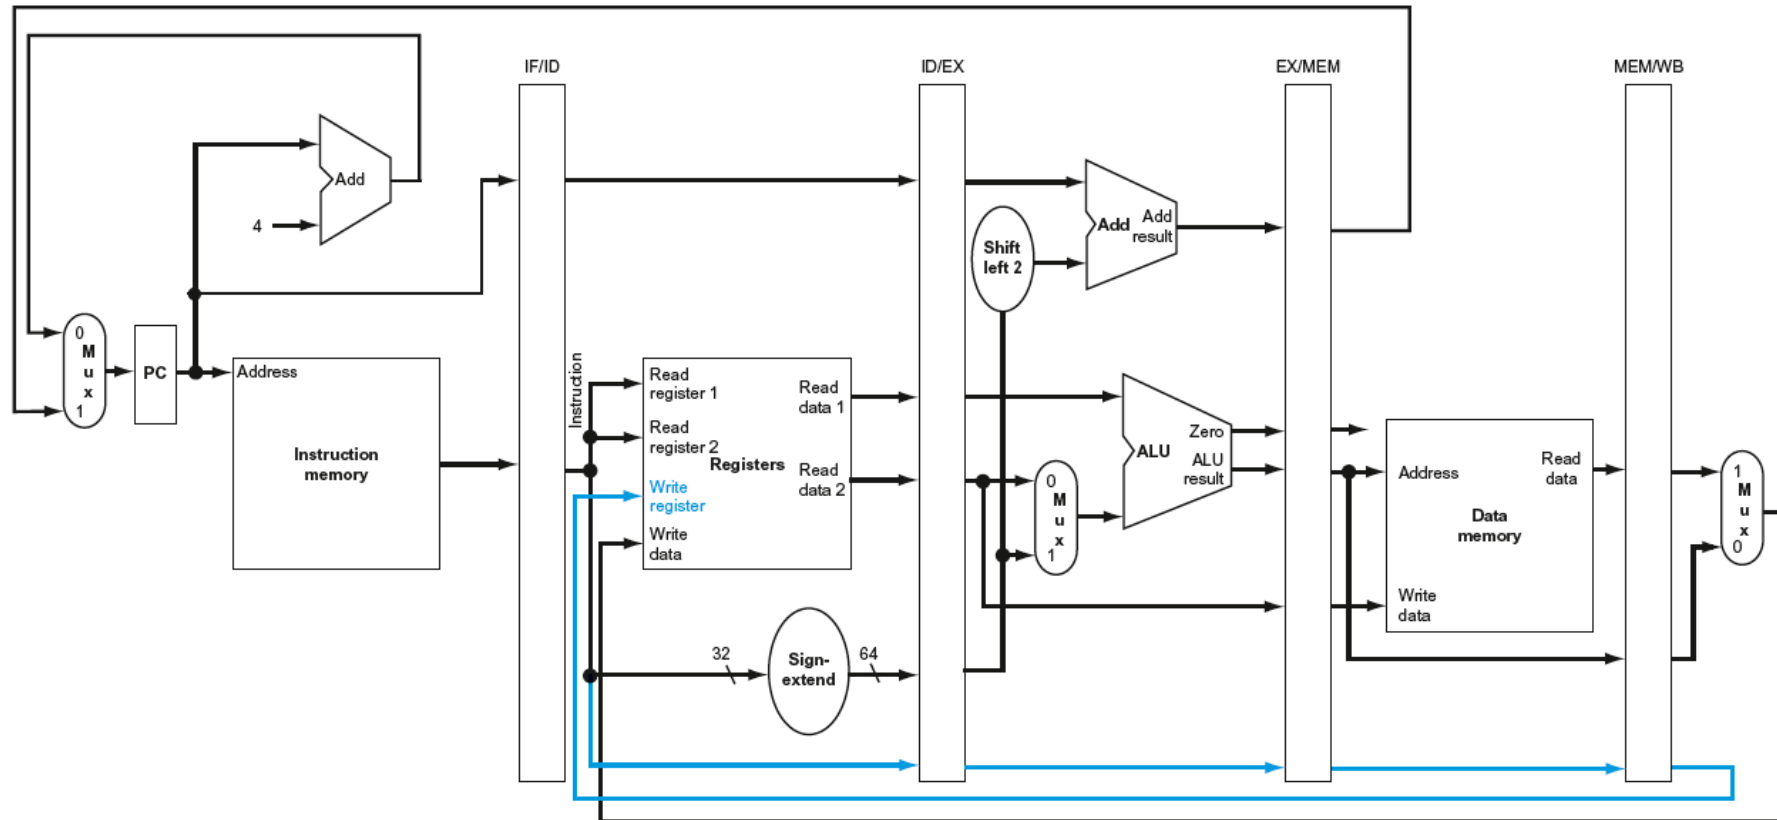 IF/ID
ID/EX
EX/MEM
MEM/WB
Add
4
Add
Add
result
Shift
left 2
0
M
u
x
1
PC
Address
Instruction
memory
Instruction
Read
register 1
Read
register 2
Write
register
Write
data
Registers
Read
data 1
Read
data 2
0
M
u
x
1
Zero
ALU
ALU
result
Address
Read
data
Data
memory
Write
data
1
M
u
x
0
32
Sign-
extend
64